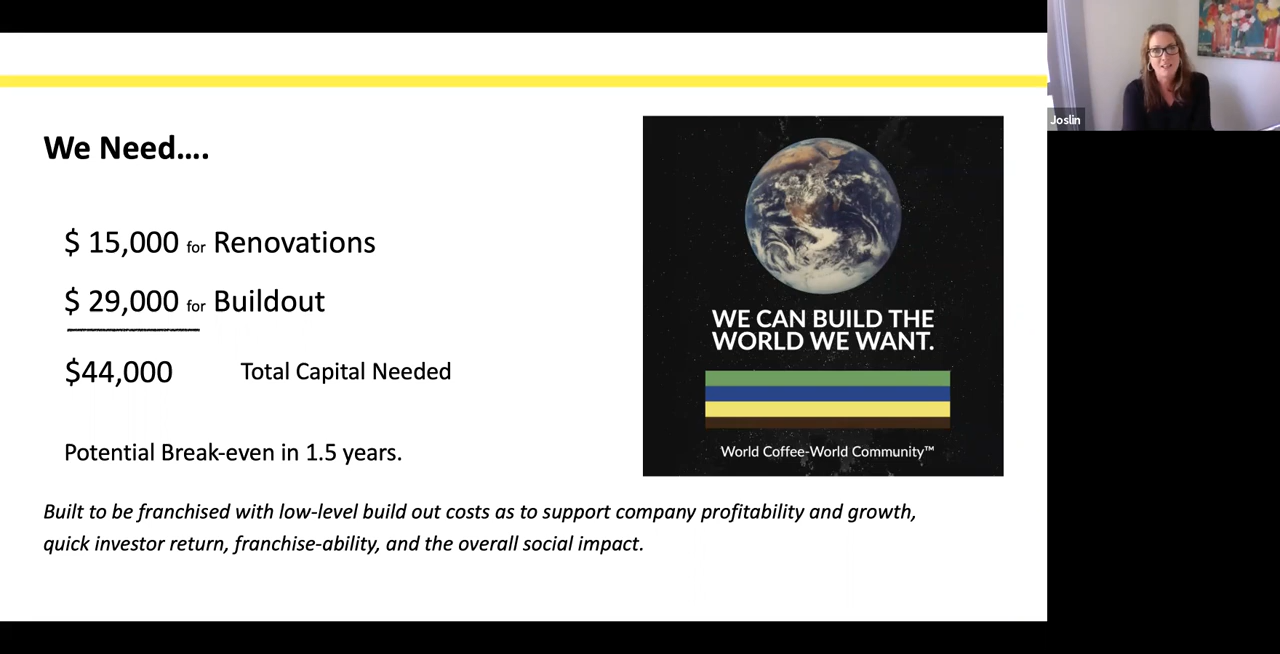 We Need....
$ 15,000 for Renovations
$ 29,000 for Buildout
$44,000 Total Capital Needed
Potential Break-even in 1.5 years.
Built to be franchised with low-level build out costs as to support company profitability and growth,
quick investor return, franchise-ability, and the overall social impact.
WE CAN BUILD THE
WORLD WE WANT.
World Coffee-World Community™
Joslin